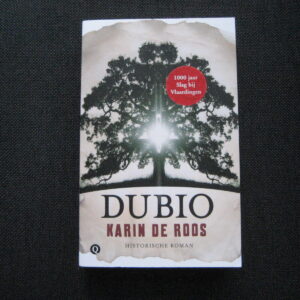 1000 jaar
Slag bij
Vlaardingen
DUBIO
KARIN DE ROOS
HISTORISCHE ROMAN
Q